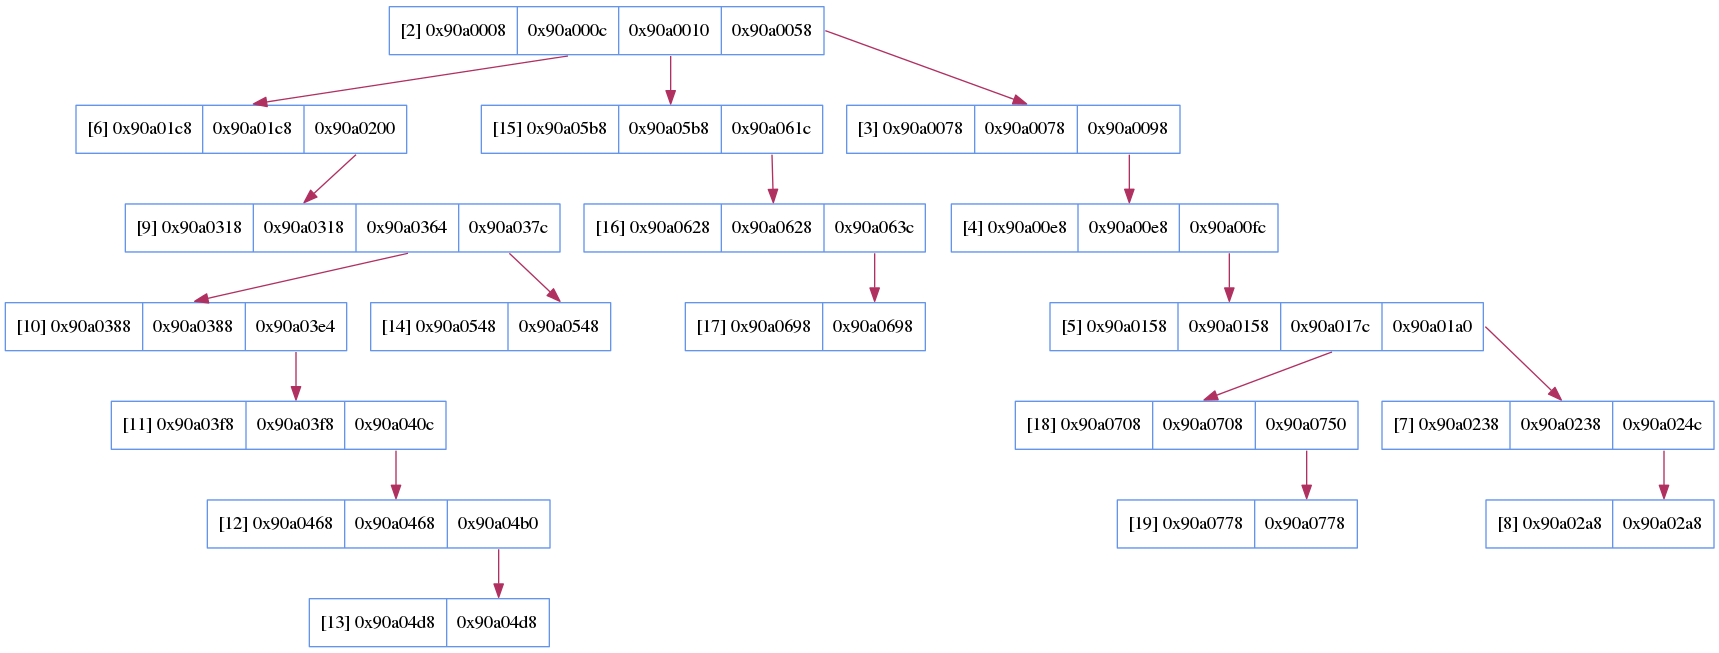 [2] 0x90a0008 0x90a000c 0x90a0010 0x90a0058
[6] 0x90a01c8 0x90a01c8 0x90a0200
[15] 0x90a05b8 0x90a05b8 0x90a061c
[3] 0x90a0078 0x90a0078 0x90a0098
[9] 0x90a0318 0x90a0318 0x90a0364 0x90a037c
[16] 0x90a0628 0x90a0628 0x90a063c
[4] 0x90a00e8 0x90a00e8 0x90a00fc
[10] 0x90a0388 0x90a0388 0x90a03e4
[14] 0x90a0548 0x90a0548
[17] 0x90a0698 0x90a0698
[5] 0x90a0158 0x90a0158 0x90a017c 0x90a01a0
[11] 0x90a03f8 0x90a03f8 0x90a040c
[18] 0x90a0708 0x90a0708 0x90a0750
[7] 0x90a0238 0x90a0238 0x90a024c
[12] 0x90a0468 0x90a0468 0x90a04b0
[19] 0x90a0778 0x90a0778
[8] 0x90a02a8 0x90a02a8
[13] 0x90a04d8 0x90a04d8